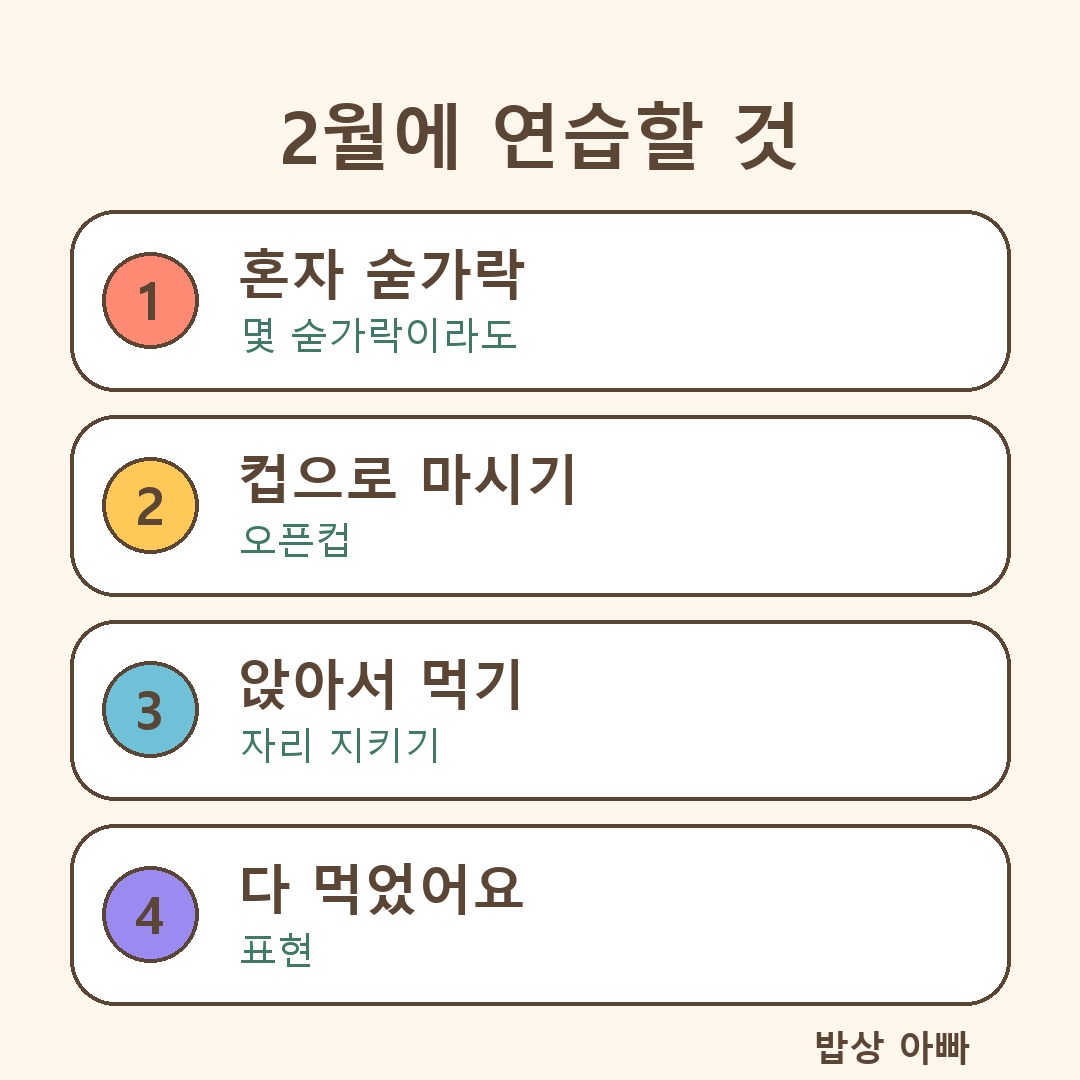 2월에 연습할 것
1
혼자 숟가락
몇 숟가락이라도
2
컵으로 마시기
오픈컵
3
앉아서 먹기
자리 지키기
4
다 먹었어요
표현
밥상 아빠